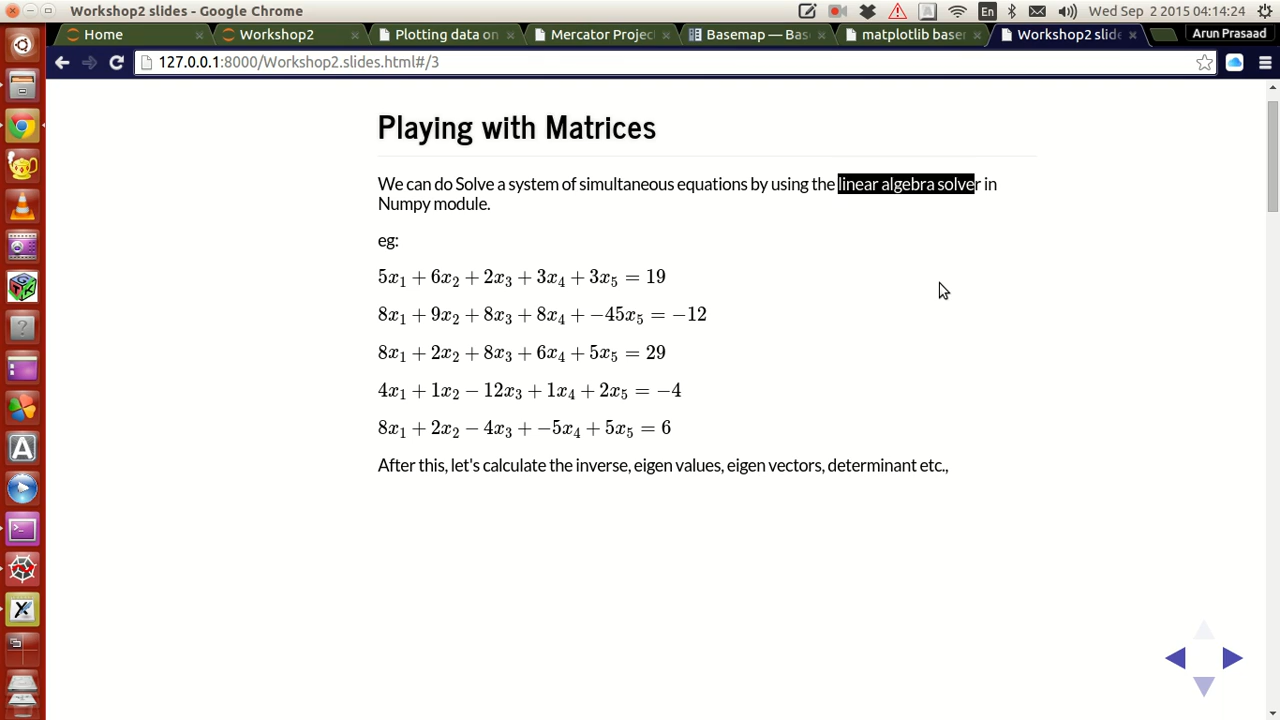 Workshop2 slides - Google Chrome
En
Wed Sep 2 2015 04:14:24
Home
Workshop2
Plotting data on
Mercator Projec
Basemap — Bas
matplotlib baser
Workshop2 slid
Arun Prasaad
127.0.0.1:8000/Workshop2.slides.html#/3
Playing with Matrices
We can do Solve a system of simultaneous equations by using the linear algebra solver in
Numpy module.
eg:
5x₁ + 6x₂ + 2x₃ + 3x₄ + 3x₅ = 19
8x₁ + 9x₂ + 8x₃ + 8x₄ + −45x₅ = −12
8x₁ + 2x₂ + 8x₃ + 6x₄ + 5x₅ = 29
4x₁ + 1x₂ − 12x₃ + 1x₄ + 2x₅ = −4
8x₁ + 2x₂ − 4x₃ + −5x₄ + 5x₅ = 6
After this, let's calculate the inverse, eigen values, eigen vectors, determinant etc.,